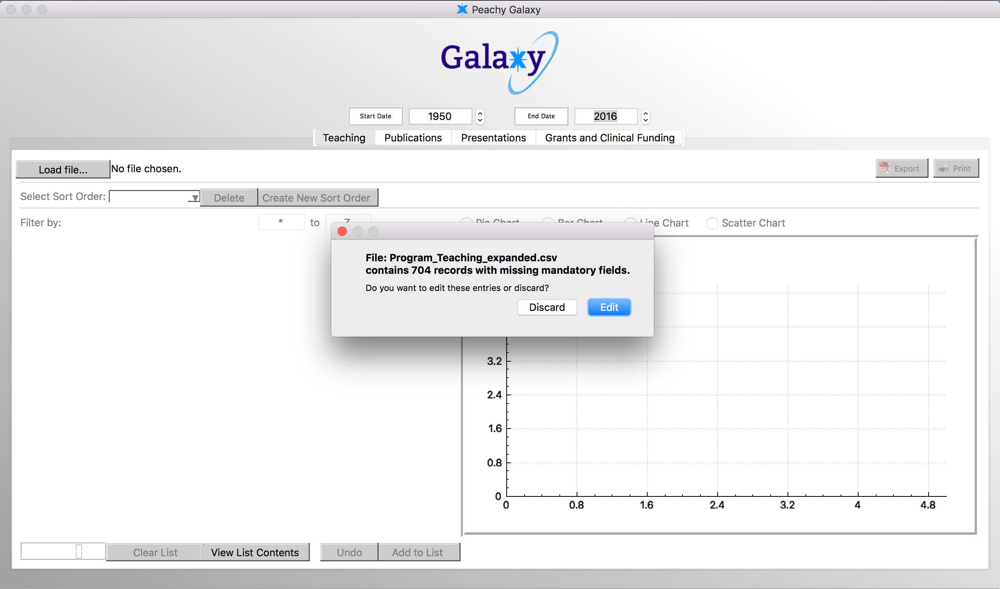 Peachy Galaxy
Galaxy
Start Date 1950 End Date 2016
Teaching Publications Presentations Grants and Clinical Funding
Load file... No file chosen. Export Print
Select Sort Order: Delete Create New Sort Order
Filter by: * to Z Pie Chart Bar Chart Line Chart Scatter Chart
File: Program_Teaching_expanded.csv
contains 704 records with missing mandatory fields.
Do you want to edit these entries or discard?
Discard Edit
3.2
2.4
1.6
0.8
0
0 0.8 1.6 2.4 3.2 4 4.8
0 Clear List View List Contents Undo Add to List